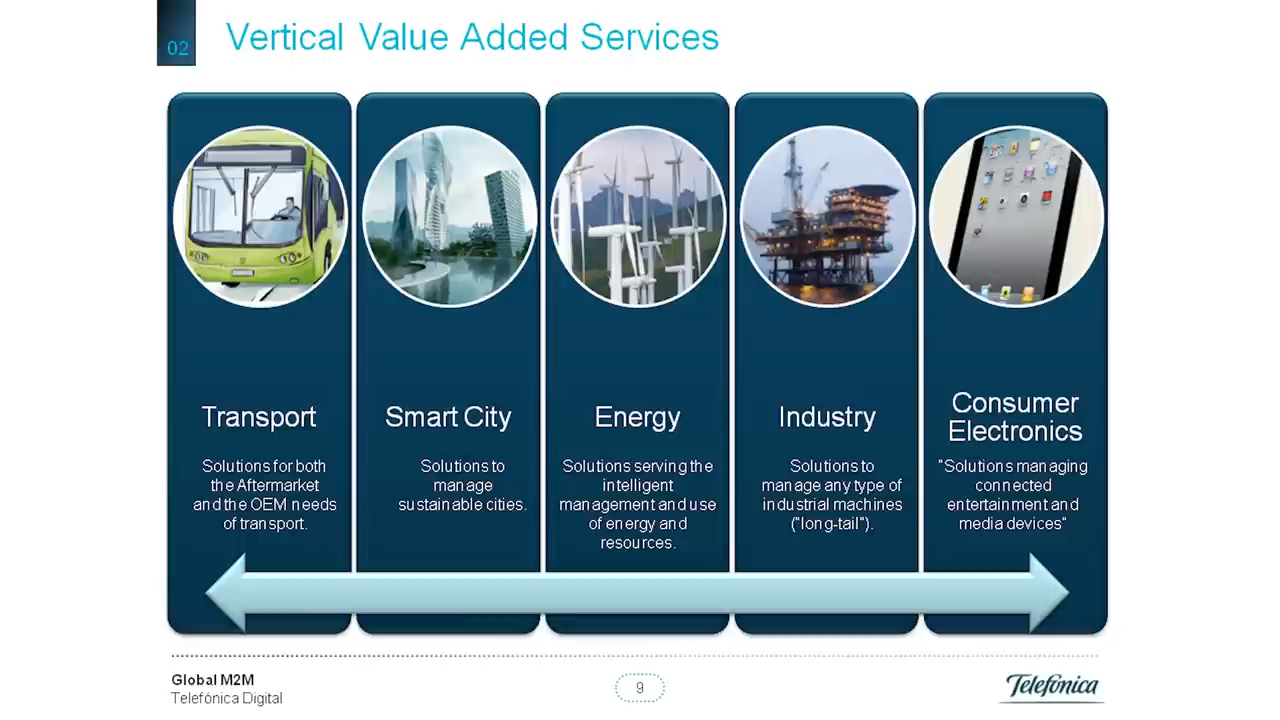 02
Vertical Value Added Services
Transport
Solutions for both
the Aftermarket
and the OEM needs
of transport.
Smart City
Solutions to
manage
sustainable cities.
Energy
Solutions serving the
intelligent
management and use
of energy and
resources.
Industry
Solutions to
manage any type of
industrial machines
("long-tail").
Consumer
Electronics
"Solutions managing
connected
entertainment and
media devices"
Global M2M
Telefónica Digital
9
Telefónica